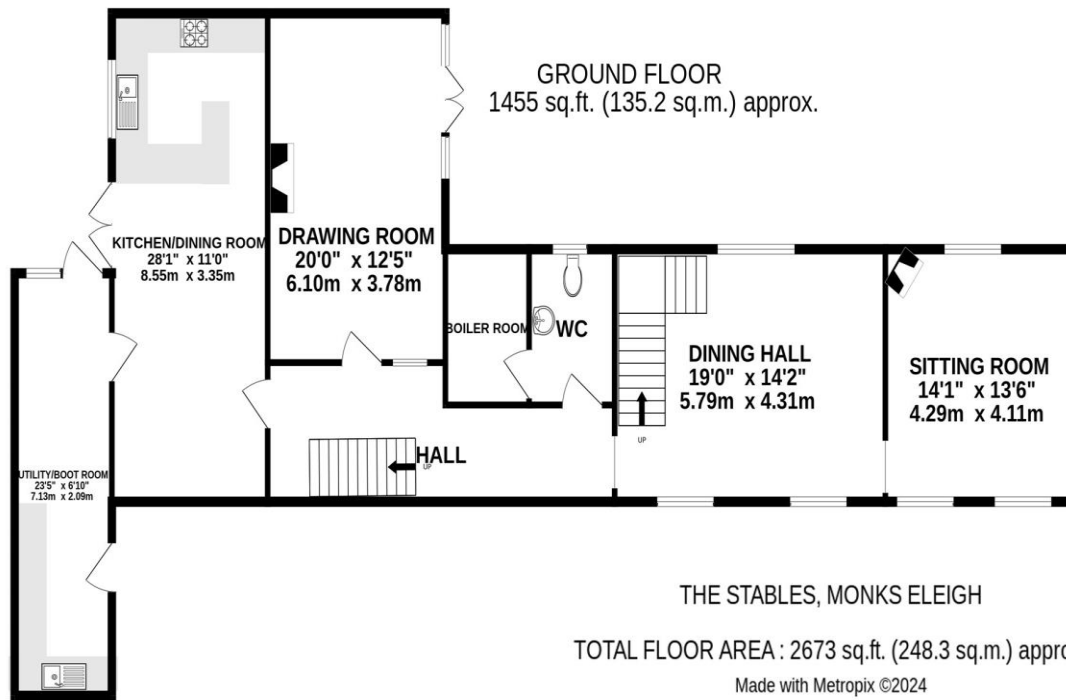 GROUND FLOOR
1455 sq.ft. (135.2 sq.m.) approx.
KITCHEN/DINING ROOM
28'1" x 11'0"
8.55m x 3.35m
DRAWING ROOM
20'0" x 12'5"
6.10m x 3.78m
BOILER ROOM
WC
DINING HALL
19'0" x 14'2"
5.79m x 4.31m
SITTING ROOM
14'1" x 13'6"
4.29m x 4.11m
UP
HALL
UP
UTILITY/BOOT ROOM
23'5" x 6'10"
7.13m x 2.09m
THE STABLES, MONKS ELEIGH
TOTAL FLOOR AREA : 2673 sq.ft. (248.3 sq.m.) appro
Made with Metropix ©2024